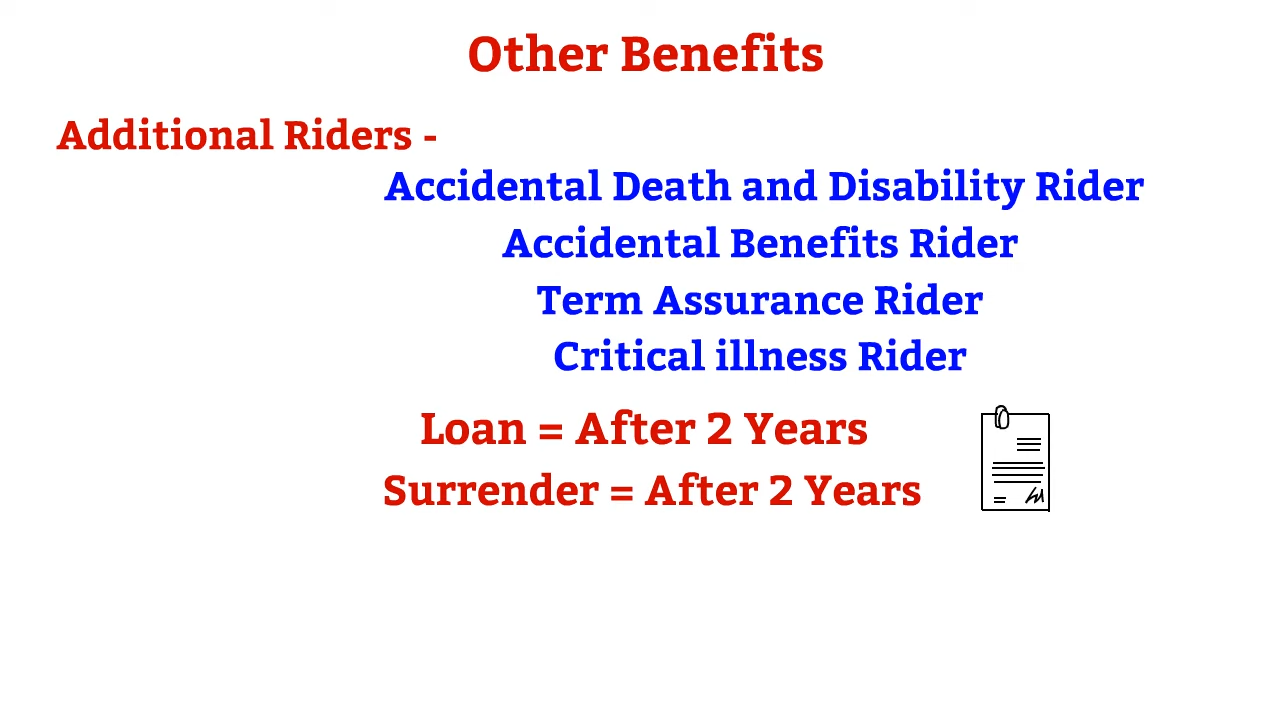 Other Benefits
Additional Riders -
Accidental Death and Disability Rider
Accidental Benefits Rider
Term Assurance Rider
Critical illness Rider
Loan = After 2 Years
Surrender = After 2 Years